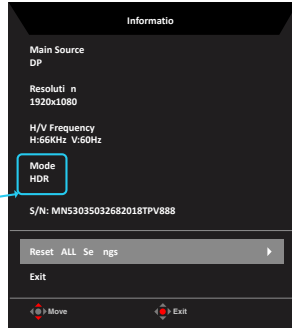 Informatio
Main Source
DP
Resoluti n
1920x1080
H/V Frequency
H:66KHz V:60Hz
Mode
HDR
S/N: MN53035032682018TPV888
Reset ALL Se ngs
Exit
Move Exit